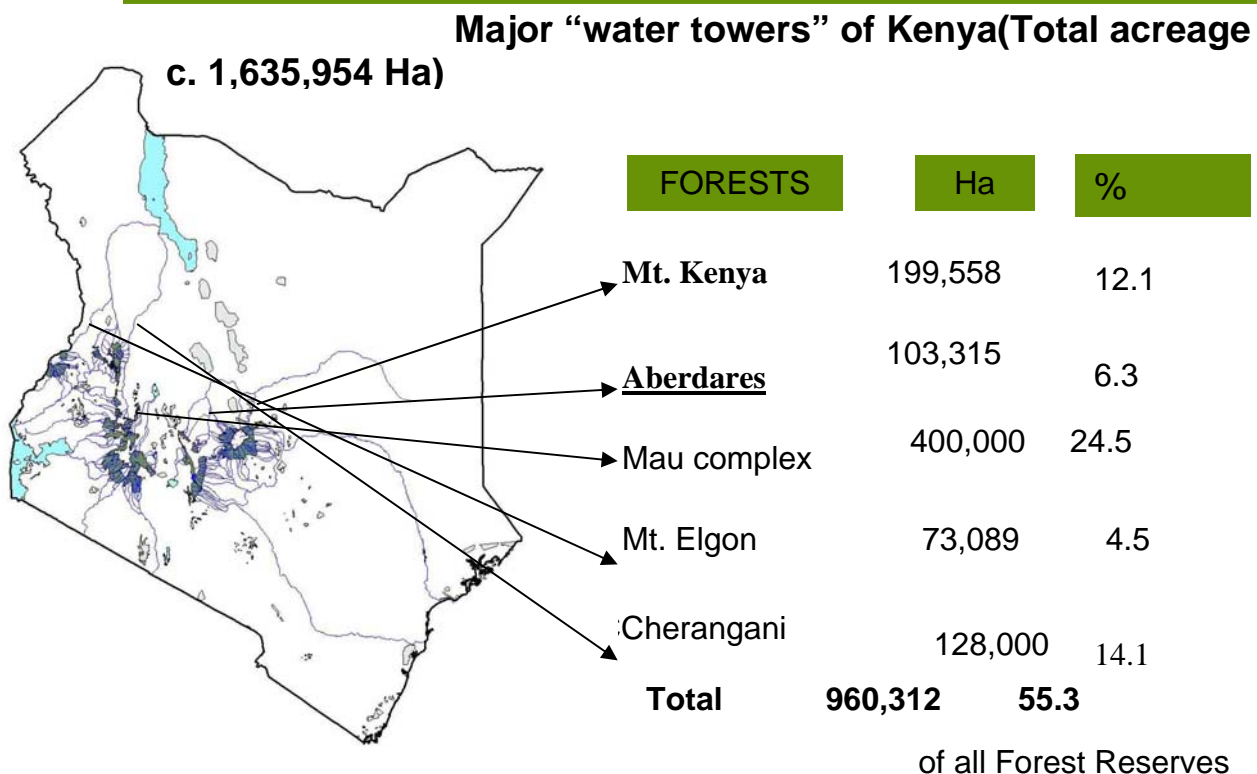 Major “water towers” of Kenya(Total acreage
c. 1,635,954 Ha)
FORESTS Ha %
Mt. Kenya 199,558 12.1
Aberdares 103,315 6.3
Mau complex 400,000 24.5
Mt. Elgon 73,089 4.5
Cherangani 128,000 14.1
Total 960,312 55.3
of all Forest Reserves